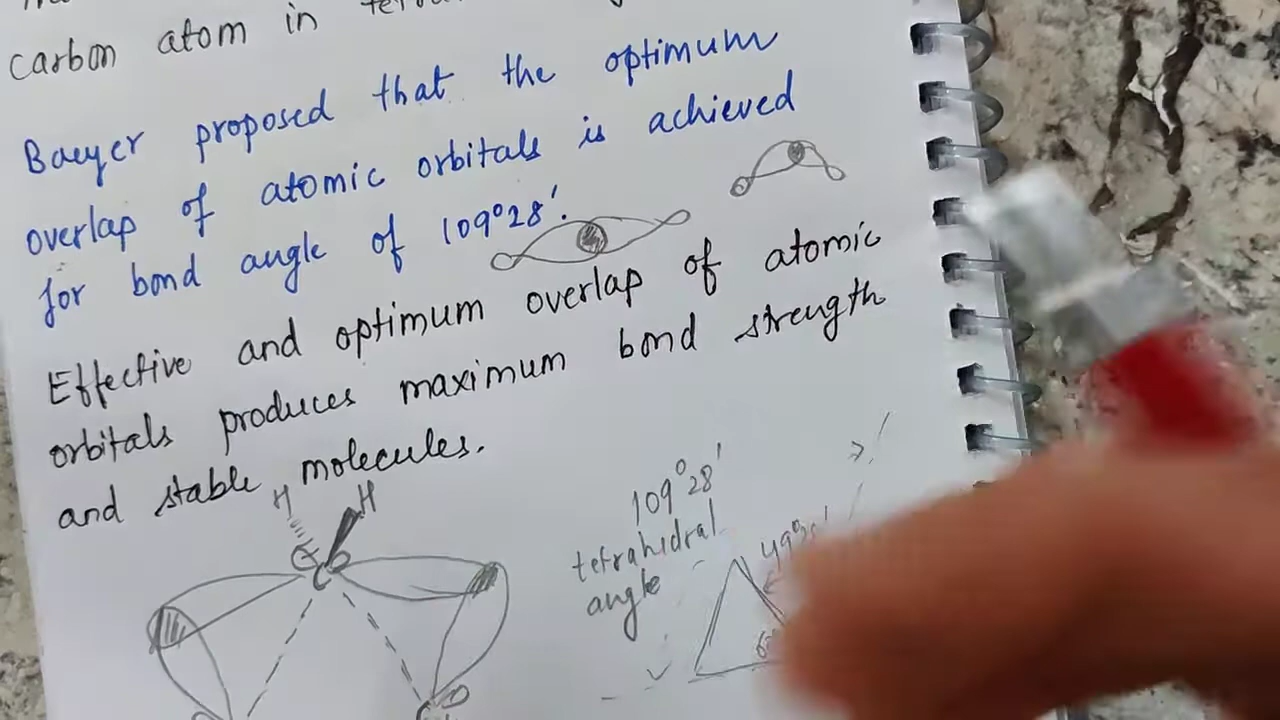 carbon atom in
Baeyer proposed that the optimum
overlap of atomic orbitals is achieved
for bond angle of 109°28'.
Effective and optimum overlap of atomic
orbitals produces maximum bond strength
and stable molecules.
H H
C
109°28'
tetrahidral
angle